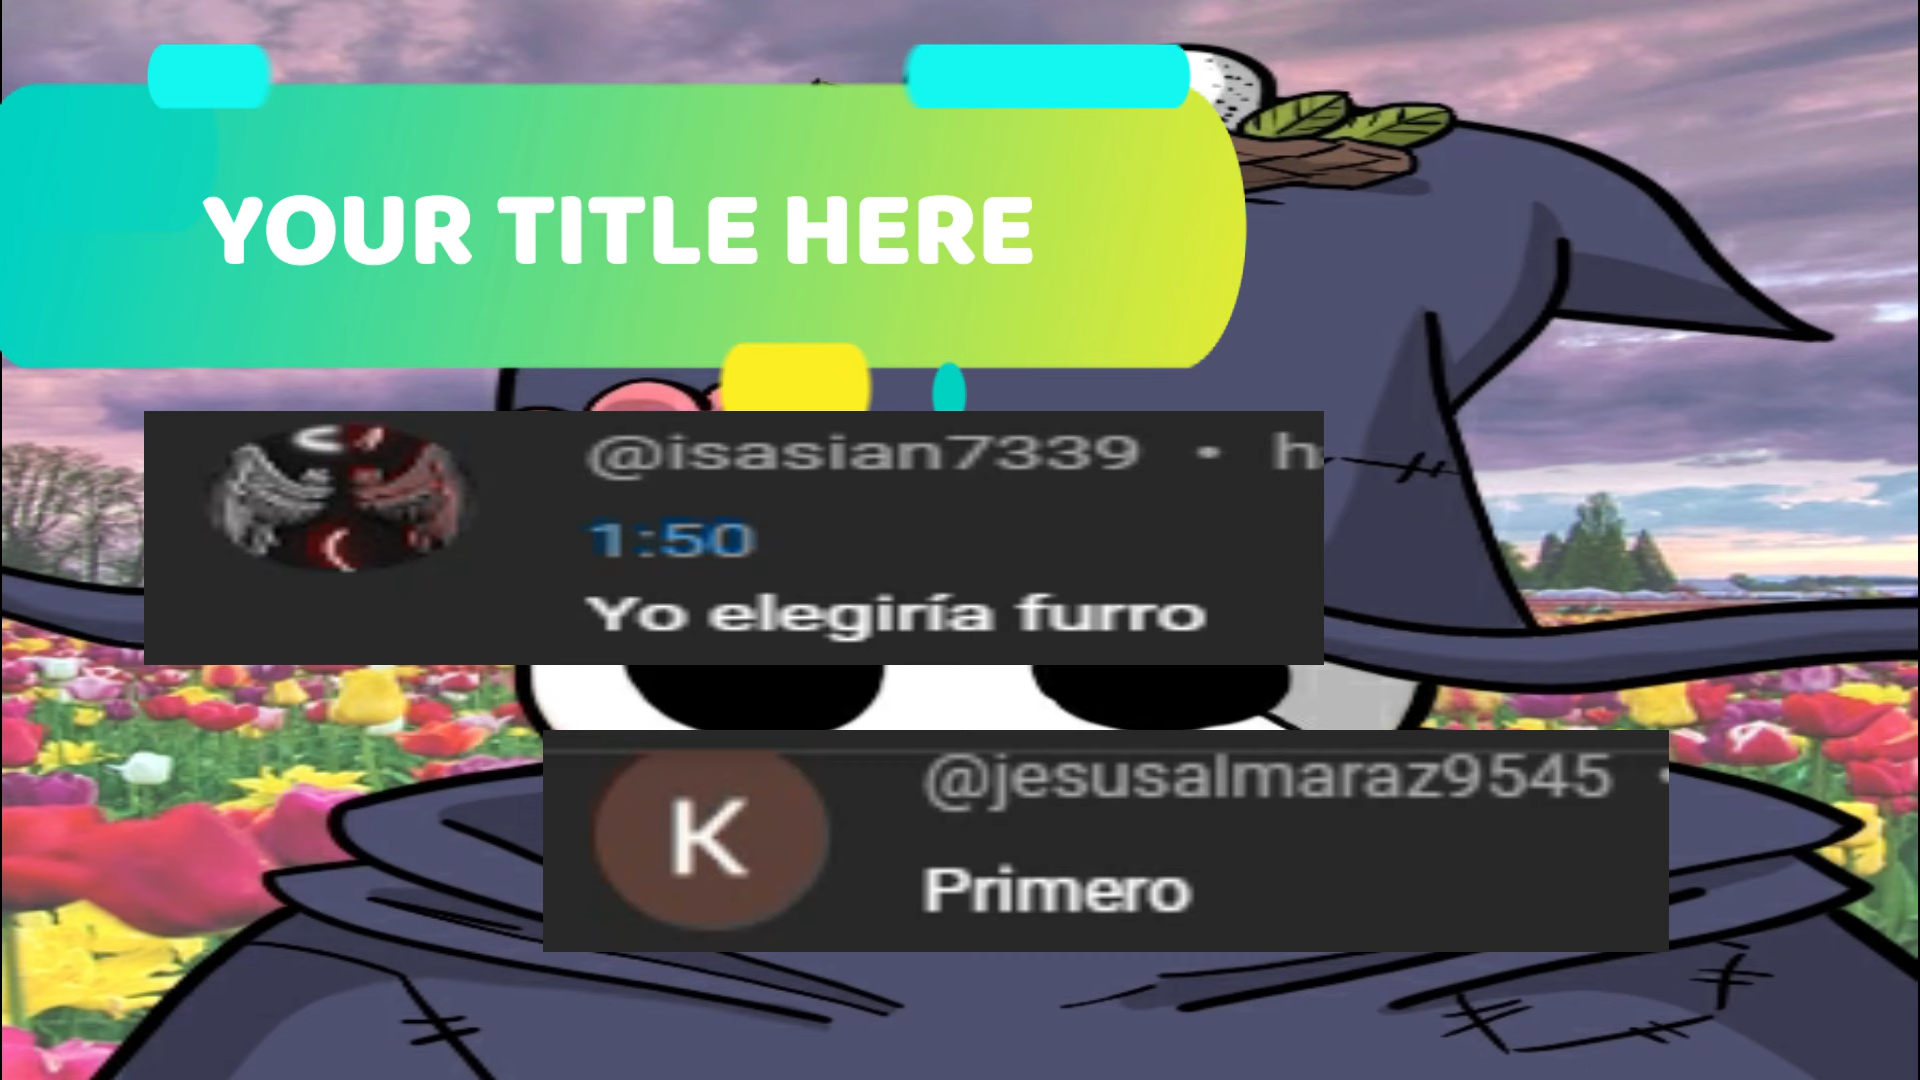 YOUR TITLE HERE
@isasian7339 • h
1:50
Yo elegiría furro
@jesusalmaraz9545
K
Primero